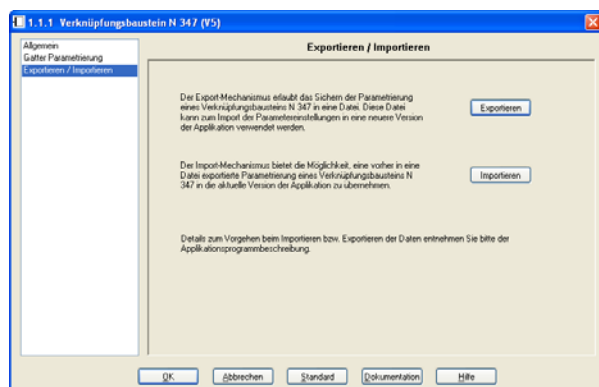 1.1.1 Verknüpfungsbaustein N 347 (V5)
Allgemein
Gatter Parametrierung
Exportieren / Importieren
Exportieren / Importieren
Der Export-Mechanismus erlaubt das Sichern der Parametrierung
eines Verknüpfungsbausteins N 347 in eine Datei. Diese Datei
kann zum Import der Parametereinstellungen in eine neuere Version
der Applikation verwendet werden.
Exportieren
Der Import-Mechanismus bietet die Möglichkeit, eine vorher in eine
Datei exportierte Parametrierung eines Verknüpfungsbausteins N
347 in die aktuelle Version der Applikation zu übernehmen.
Importieren
Details zum Vorgehen beim Importieren bzw. Exportieren der Daten entnehmen Sie bitte der
Applikationsprogrammbeschreibung.
OK Abbrechen Standard Dokumentation Hilfe